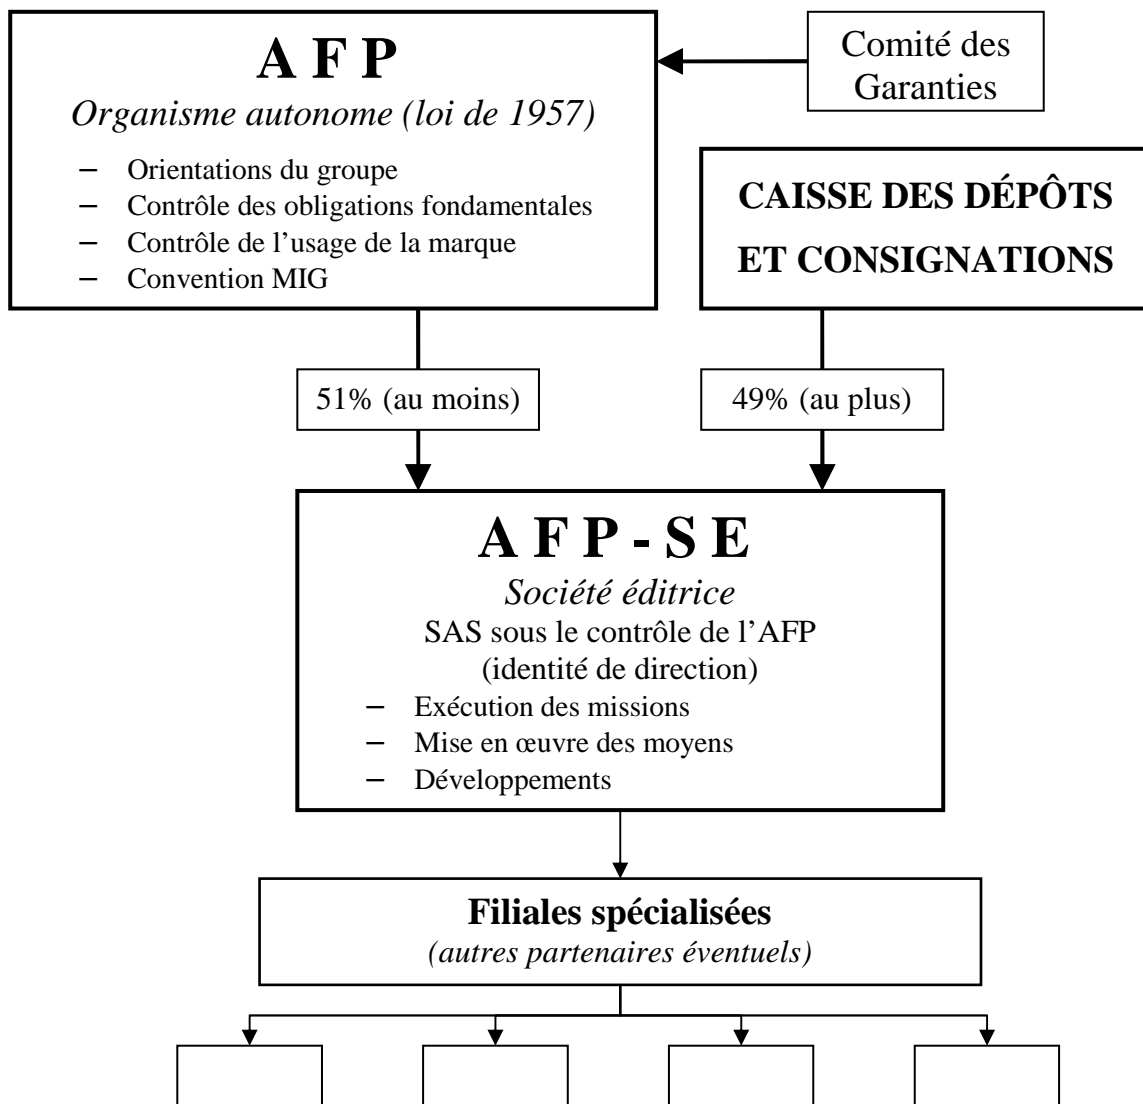 A F P
Organisme autonome (loi de 1957)
– Orientations du groupe
– Contrôle des obligations fondamentales
– Contrôle de l’usage de la marque
– Convention MIG
Comité des
Garanties
CAISSE DES DÉPÔTS
ET CONSIGNATIONS
51% (au moins)
49% (au plus)
A F P - S E
Société éditrice
SAS sous le contrôle de l’AFP
(identité de direction)
– Exécution des missions
– Mise en œuvre des moyens
– Développements
Filiales spécialisées
(autres partenaires éventuels)